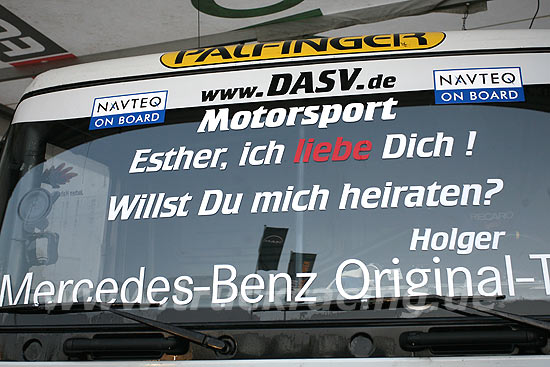 PALFINGER
www.DASV.de
NAVTEQ
ON BOARD
NAVTEQ
ON BOARD
Motorsport
Esther, ich liebe Dich !
Willst Du mich heiraten?
RECARO
Holger
Mercedes-Benz Original-T